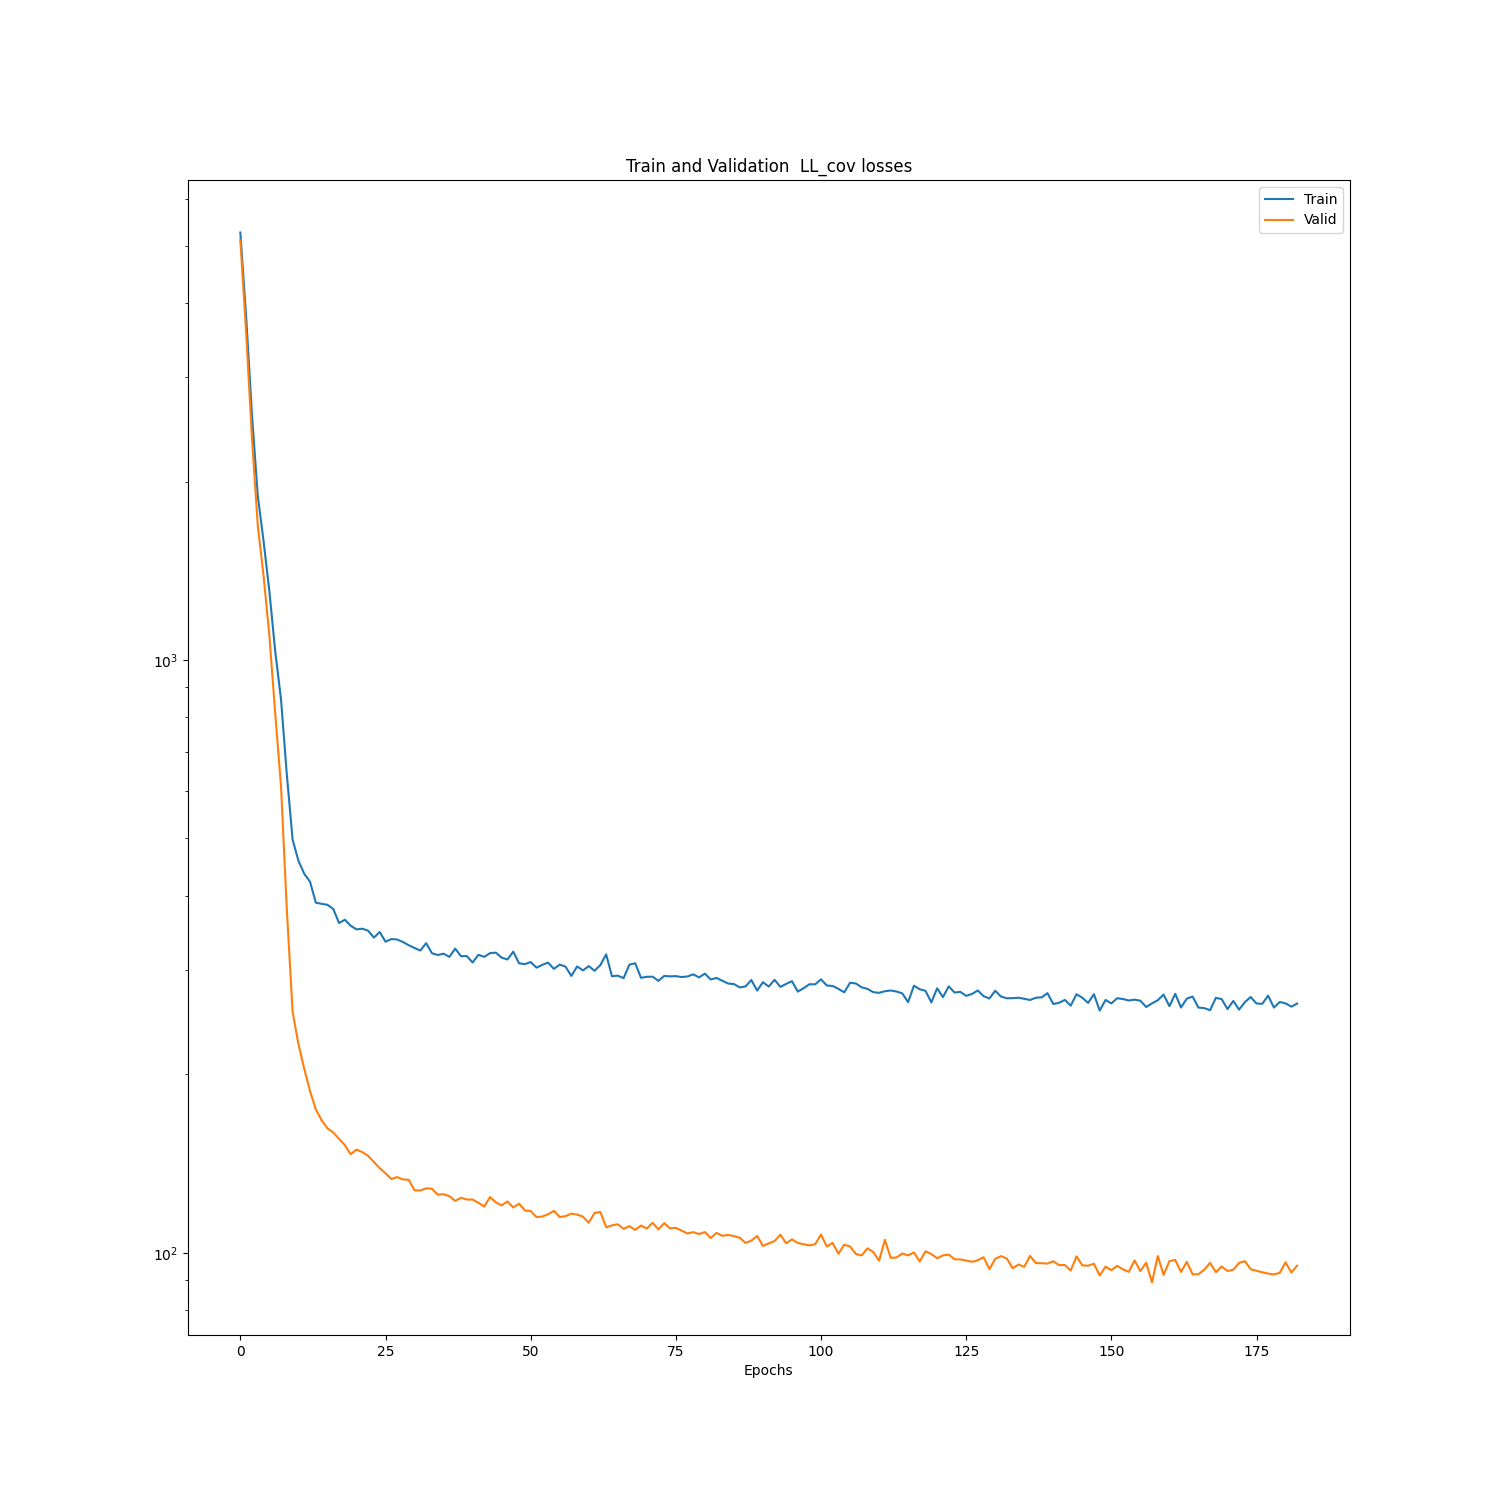 Train and Validation  LL_cov losses
Train
Valid
10³
10²
0 25 50 75 100 125 150 175
Epochs